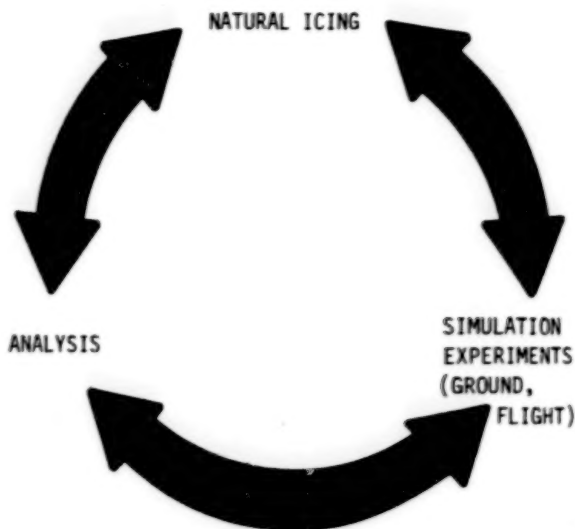 NATURAL ICING
ANALYSIS
SIMULATION
EXPERIMENTS
(GROUND,
FLIGHT)